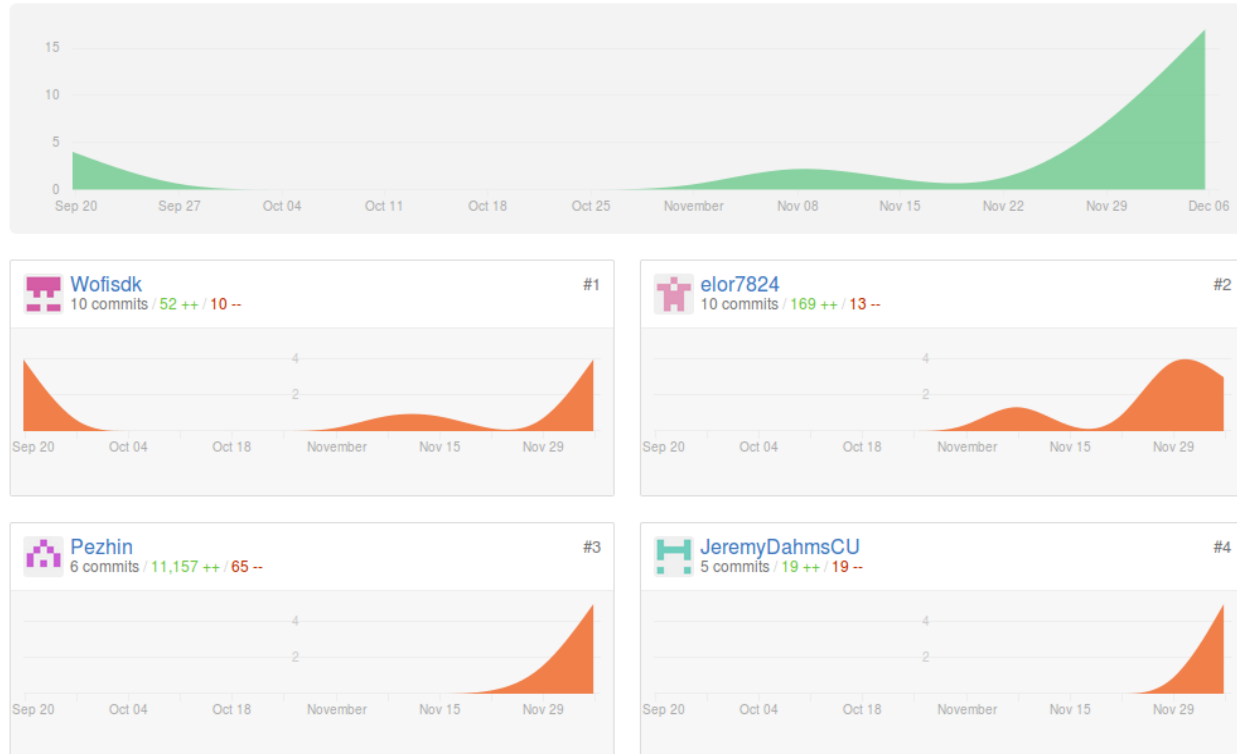 15
10
5
0
Sep 20 Sep 27 Oct 04 Oct 11 Oct 18 Oct 25 November Nov 08 Nov 15 Nov 22 Nov 29 Dec 06
Wofisdk #1
10 commits / 52 ++ / 10 --
4
2
Sep 20 Oct 04 Oct 18 November Nov 15 Nov 29
elor7824 #2
10 commits / 169 ++ / 13 --
4
2
Sep 20 Oct 04 Oct 18 November Nov 15 Nov 29
Pezhin #3
6 commits / 11,157 ++ / 65 --
4
2
Sep 20 Oct 04 Oct 18 November Nov 15 Nov 29
JeremyDahmsCU #4
5 commits / 19 ++ / 19 --
4
2
Sep 20 Oct 04 Oct 18 November Nov 15 Nov 29